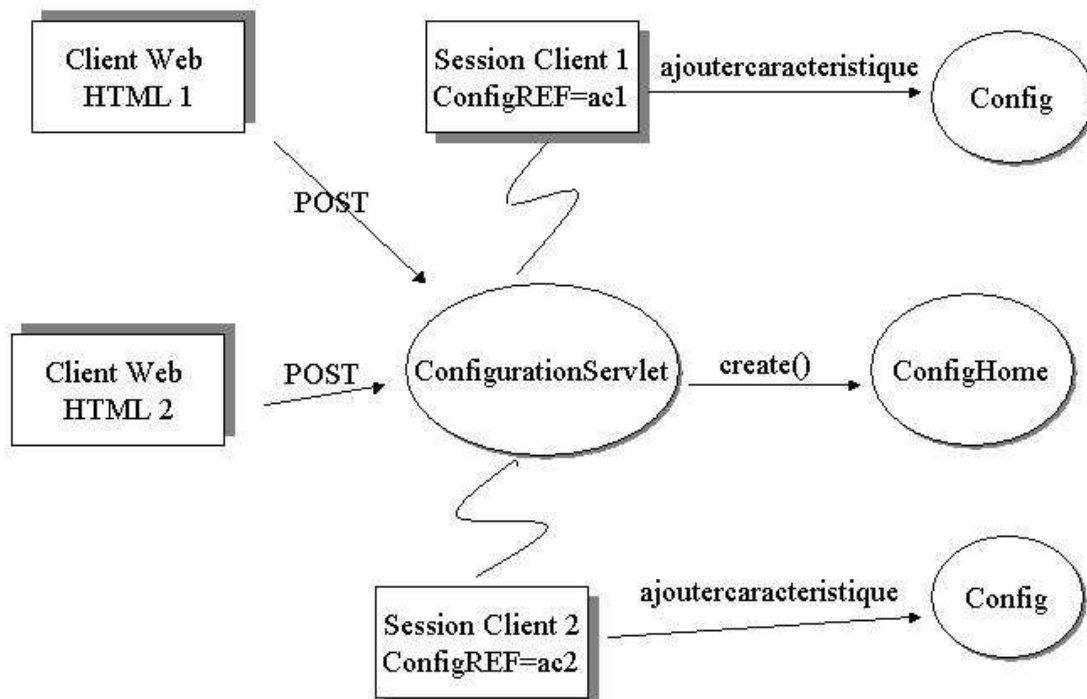 Client Web
HTML 1
Session Client 1
ConfigREF=ac1
ajoutercaracteristique
Config
POST
Client Web
HTML 2
POST
ConfigurationServlet
create()
ConfigHome
Session Client 2
ConfigREF=ac2
ajoutercaracteristique
Config